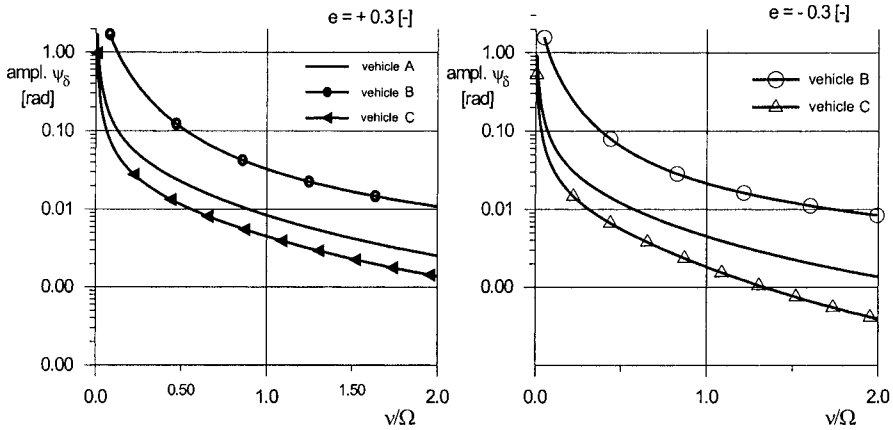 e = + 0.3 [-]
1.00
ampl. ψδ
[rad]
0.10
0.01
0.00
0.00
vehicle A
vehicle B
vehicle C
0.0
0.50
1.0
1.50
2.0
ν/Ω
e = - 0.3 [-]
1.00
ampl. ψδ
[rad]
0.10
0.01
0.00
0.00
vehicle B
vehicle C
0.0
1.0
2.0
ν/Ω